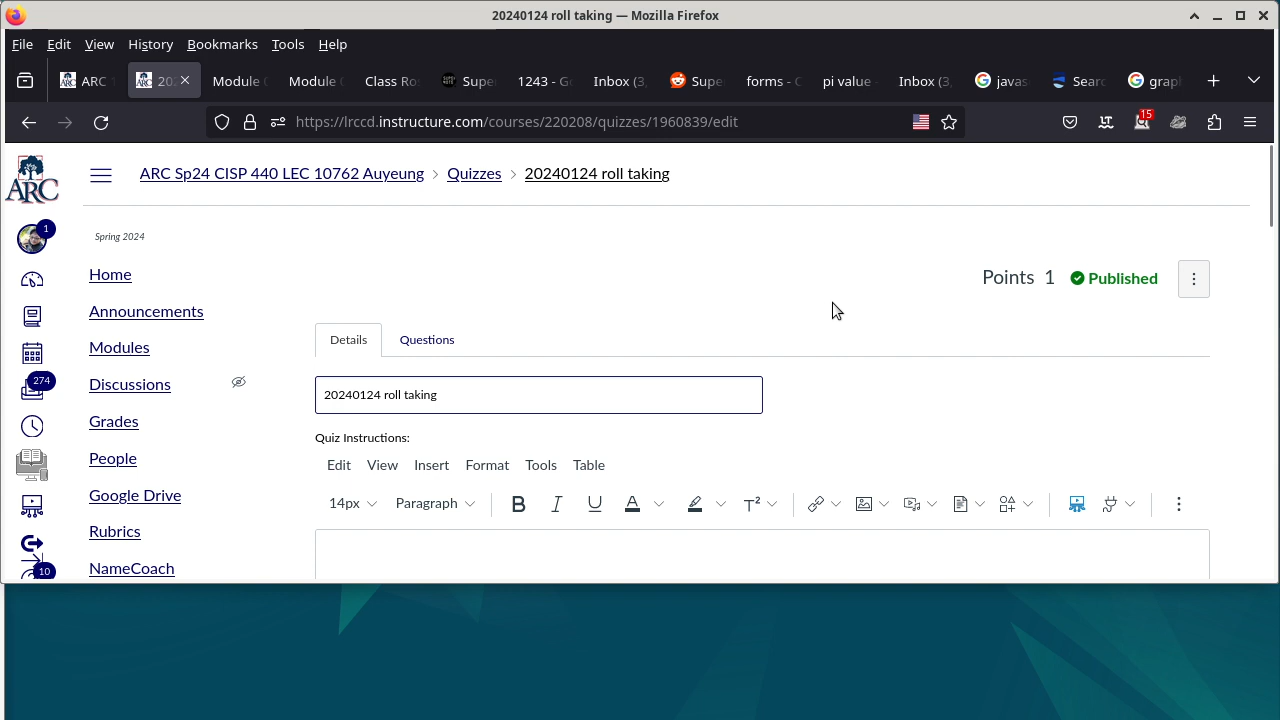 20240124 roll taking — Mozilla Firefox
File Edit View History Bookmarks Tools Help
ARC 20 Module Module Class Ro Supe 1243 - G Inbox (3 Supe forms - pi value Inbox (3, javas Searc grap
https://lrccd.instructure.com/courses/220208/quizzes/1960839/edit
15
ARC
ARC Sp24 CISP 440 LEC 10762 Auyeung > Quizzes > 20240124 roll taking
1
Spring 2024
Home
Points 1 Published
Announcements
Details Questions
Modules
274
Discussions
20240124 roll taking
Grades
Quiz Instructions:
People
Edit View Insert Format Tools Table
Google Drive
14px Paragraph B I U A T²
Rubrics
NameCoach
10